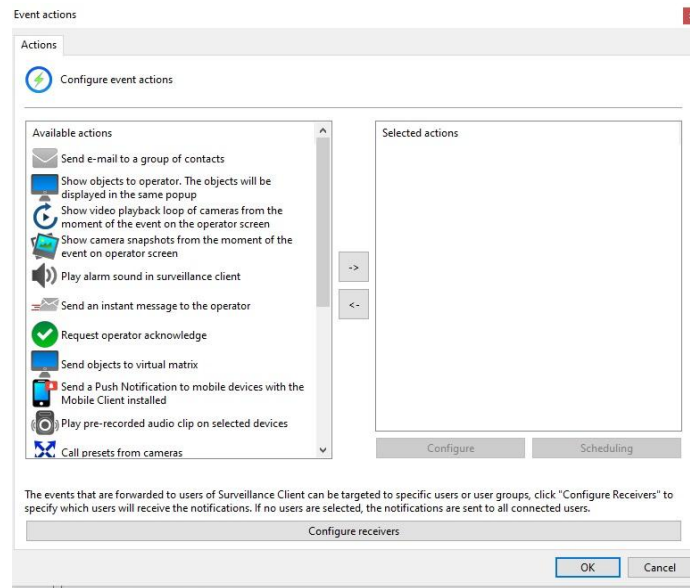 Event actions
Actions
Configure event actions
Available actions
Send e-mail to a group of contacts
Show objects to operator. The objects will be
displayed in the same popup
Show video playback loop of cameras from the
moment of the event on the operator screen
Show camera snapshots from the moment of the
event on operator screen
Play alarm sound in surveillance client
Send an instant message to the operator
Request operator acknowledge
Send objects to virtual matrix
Send a Push Notification to mobile devices with the
Mobile Client installed
Play pre-recorded audio clip on selected devices
Call presets from cameras
->
<-
Selected actions
Configure
Scheduling
The events that are forwarded to users of Surveillance Client can be targeted to specific users or user groups, click "Configure Receivers" to
specify which users will receive the notifications. If no users are selected, the notifications are sent to all connected users.
Configure receivers
OK
Cancel